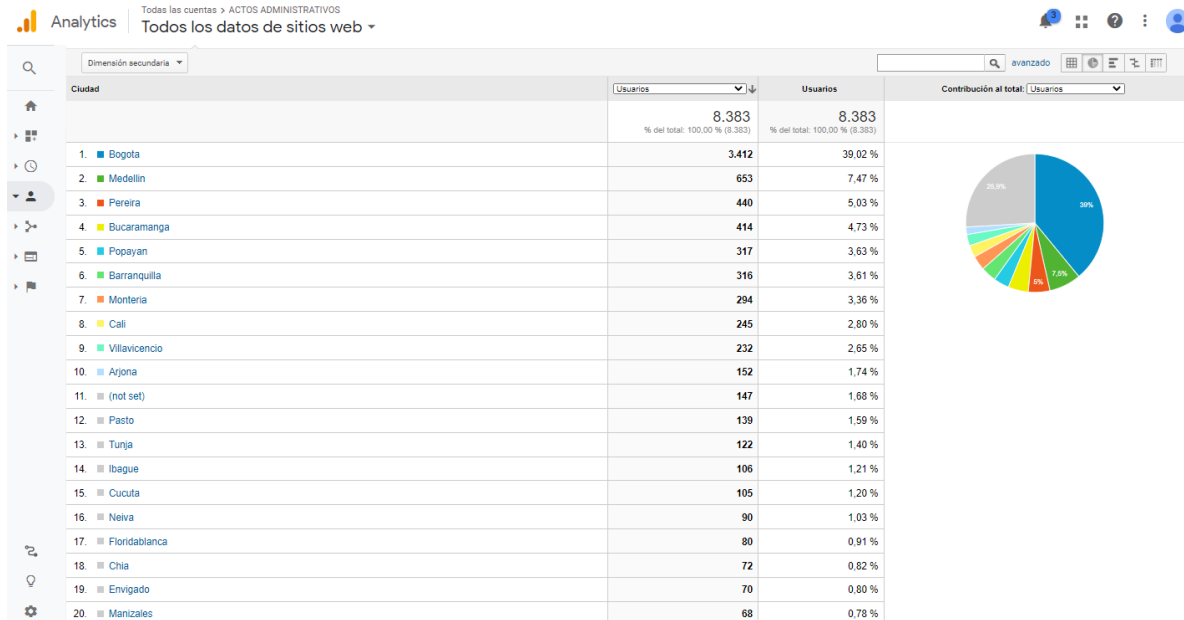 Analytics
Todas las cuentas > ACTOS ADMINISTRATIVOS
Todos los datos de sitios web
3
Dimensión secundaria
avanzado
Ciudad
Usuarios
Usuarios
Contribución al total: Usuarios
8.383
% del total: 100,00 % (8.383)
8.383
% del total: 100,00 % (8.383)
1. Bogota 3.412 39,02 %
2. Medellin 653 7,47 %
3. Pereira 440 5,03 %
4. Bucaramanga 414 4,73 %
5. Popayan 317 3,63 %
6. Barranquilla 316 3,61 %
7. Monteria 294 3,36 %
8. Cali 245 2,80 %
9. Villavicencio 232 2,65 %
10. Arjona 152 1,74 %
11. (not set) 147 1,68 %
12. Pasto 139 1,59 %
13. Tunja 122 1,40 %
14. Ibague 106 1,21 %
15. Cucuta 105 1,20 %
16. Neiva 90 1,03 %
17. Floridablanca 80 0,91 %
18. Chia 72 0,82 %
19. Envigado 70 0,80 %
20. Manizales 68 0,78 %
39%
7,5%